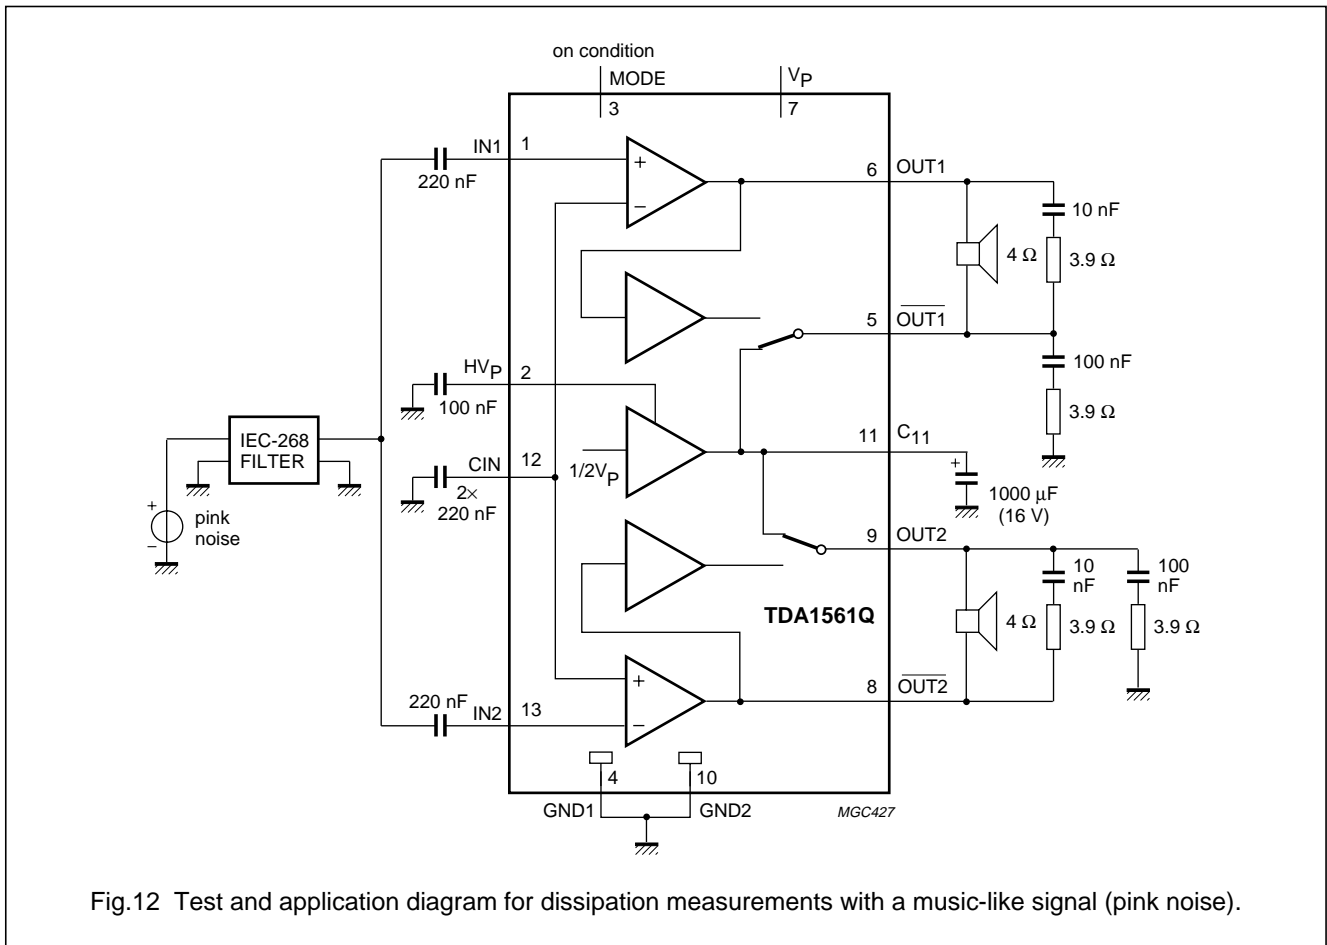 on condition
MODE
3
VP
7
IN1
1
220 nF
+
−
6
OUT1
10 nF
4 Ω
3.9 Ω
5
OUT1
HVP
2
100 nF
100 nF
3.9 Ω
IEC-268
FILTER
CIN
12
2×
220 nF
1/2VP
11
C11
+
1000 μF
(16 V)
+
−
pink
noise
9
OUT2
10
nF
100
nF
4 Ω
3.9 Ω
3.9 Ω
TDA1561Q
8
OUT2
220 nF
IN2
13
+
−
4
10
GND1
GND2
MGC427
Fig.12 Test and application diagram for dissipation measurements with a music-like signal (pink noise).